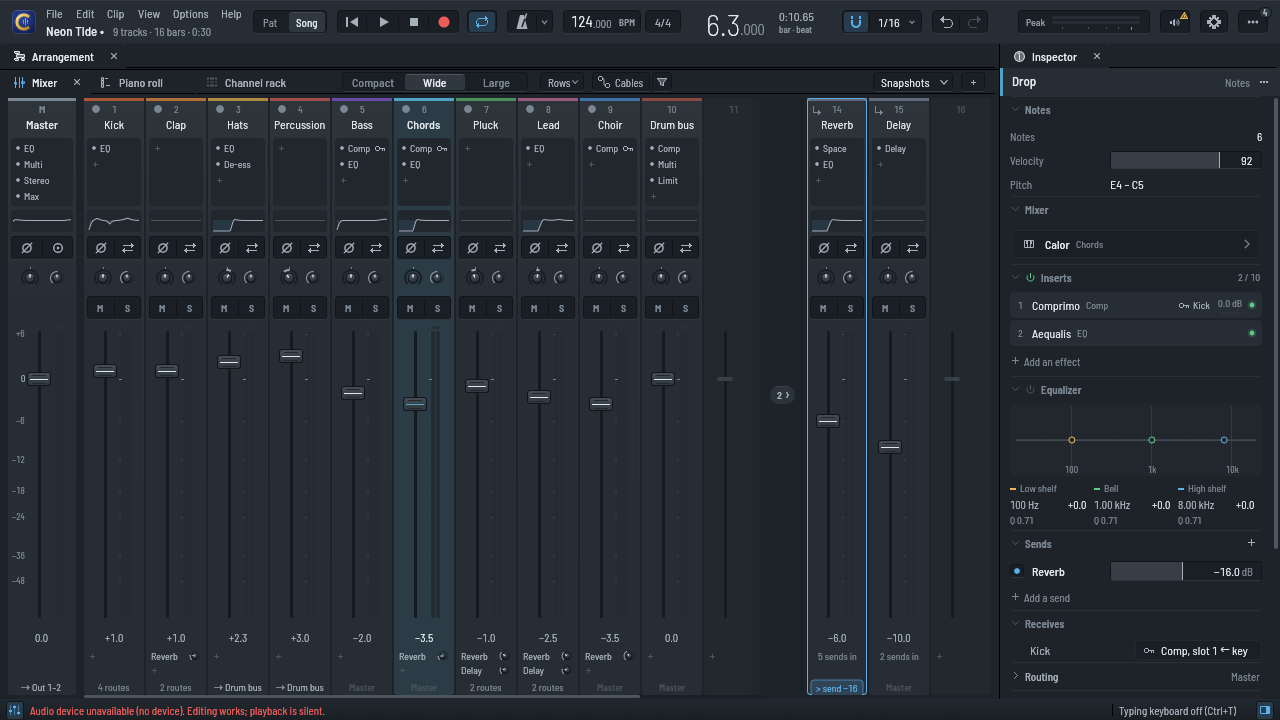 File Edit Clip View Options Help
Neon Tide • 9 tracks · 16 bars · 0:30
Pat Song
124.000 BPM 4/4
6.3.000
0:10.65
bar · beat
1/16
Peak
4
Arrangement
Mixer Piano roll Channel rack
Compact Wide Large
Rows Cables
Snapshots
M 1 2 3 4 5 6 7 8 9 10 11 14 15 16
Master Kick Clap Hats Percussion Bass Chords Pluck Lead Choir Drum bus Reverb Delay
EQ EQ + EQ + Comp Comp + EQ Comp Comp Space Delay
Multi + De-ess EQ EQ + + Multi EQ +
Stereo + + + Limit +
Max +
M S M S M S M S M S M S M S M S M S M S M S M S
+6
0
−6
−12
−18
−24
−36
−48
2
0.0 +1.0 +1.0 +2.3 +3.0 −2.0 −3.5 −1.0 −2.5 −3.5 0.0 −6.0 −10.0
+ Reverb + Reverb Reverb Reverb Reverb + + 5 sends in 2 sends in +
+ + Delay Delay +
→ Out 1–2 4 routes 2 routes → Drum bus → Drum bus Master Master 2 routes 2 routes Master Master > send −16 Master
Inspector
Drop Notes
Notes
Notes 6
Velocity 92
Pitch E4 – C5
Mixer
Calor Chords
Inserts 2 / 10
1 Comprimo Comp Kick 0.0 dB
2 Aequalis EQ
+ Add an effect
Equalizer
100 1k 10k
Low shelf Bell High shelf
100 Hz +0.0 1.00 kHz +0.0 8.00 kHz +0.0
Q 0.71 Q 0.71 Q 0.71
Sends +
Reverb −16.0 dB
+ Add a send
Receives
Kick Comp, slot 1 ← key
Routing Master
Audio device unavailable (no device). Editing works; playback is silent.
Typing keyboard off (Ctrl+T)